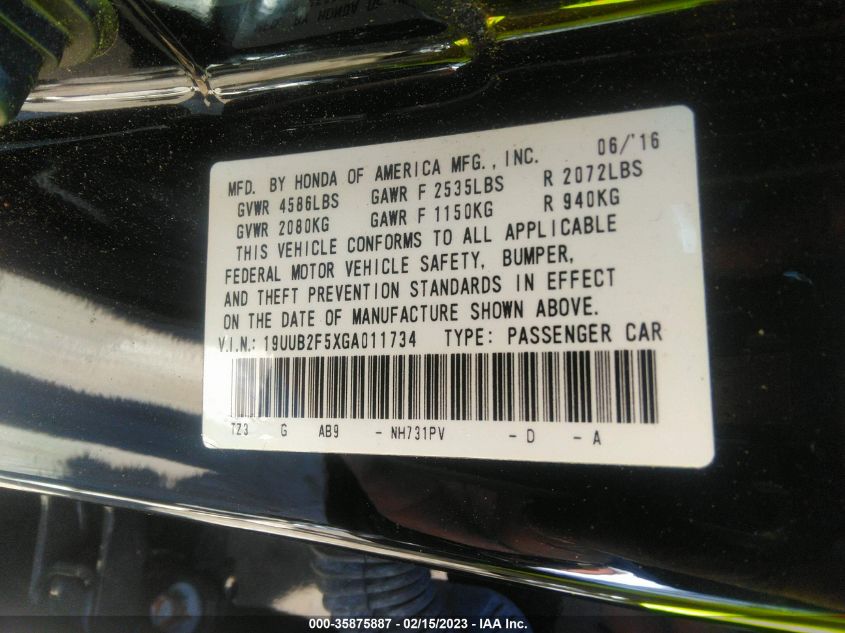 MFD. BY HONDA OF AMERICA MFG., INC. 06/'16
GVWR 4586LBS GAWR F 2535LBS R 2072LBS
GVWR 2080KG GAWR F 1150KG R 940KG
THIS VEHICLE CONFORMS TO ALL APPLICABLE
FEDERAL MOTOR VEHICLE SAFETY, BUMPER,
AND THEFT PREVENTION STANDARDS IN EFFECT
ON THE DATE OF MANUFACTURE SHOWN ABOVE.
V.I.N.: 19UUB2F5XGA011734 TYPE: PASSENGER CAR
TZ3 G AB9 - NH731PV - D - A
000-35875887 - 02/15/2023 - IAA Inc.